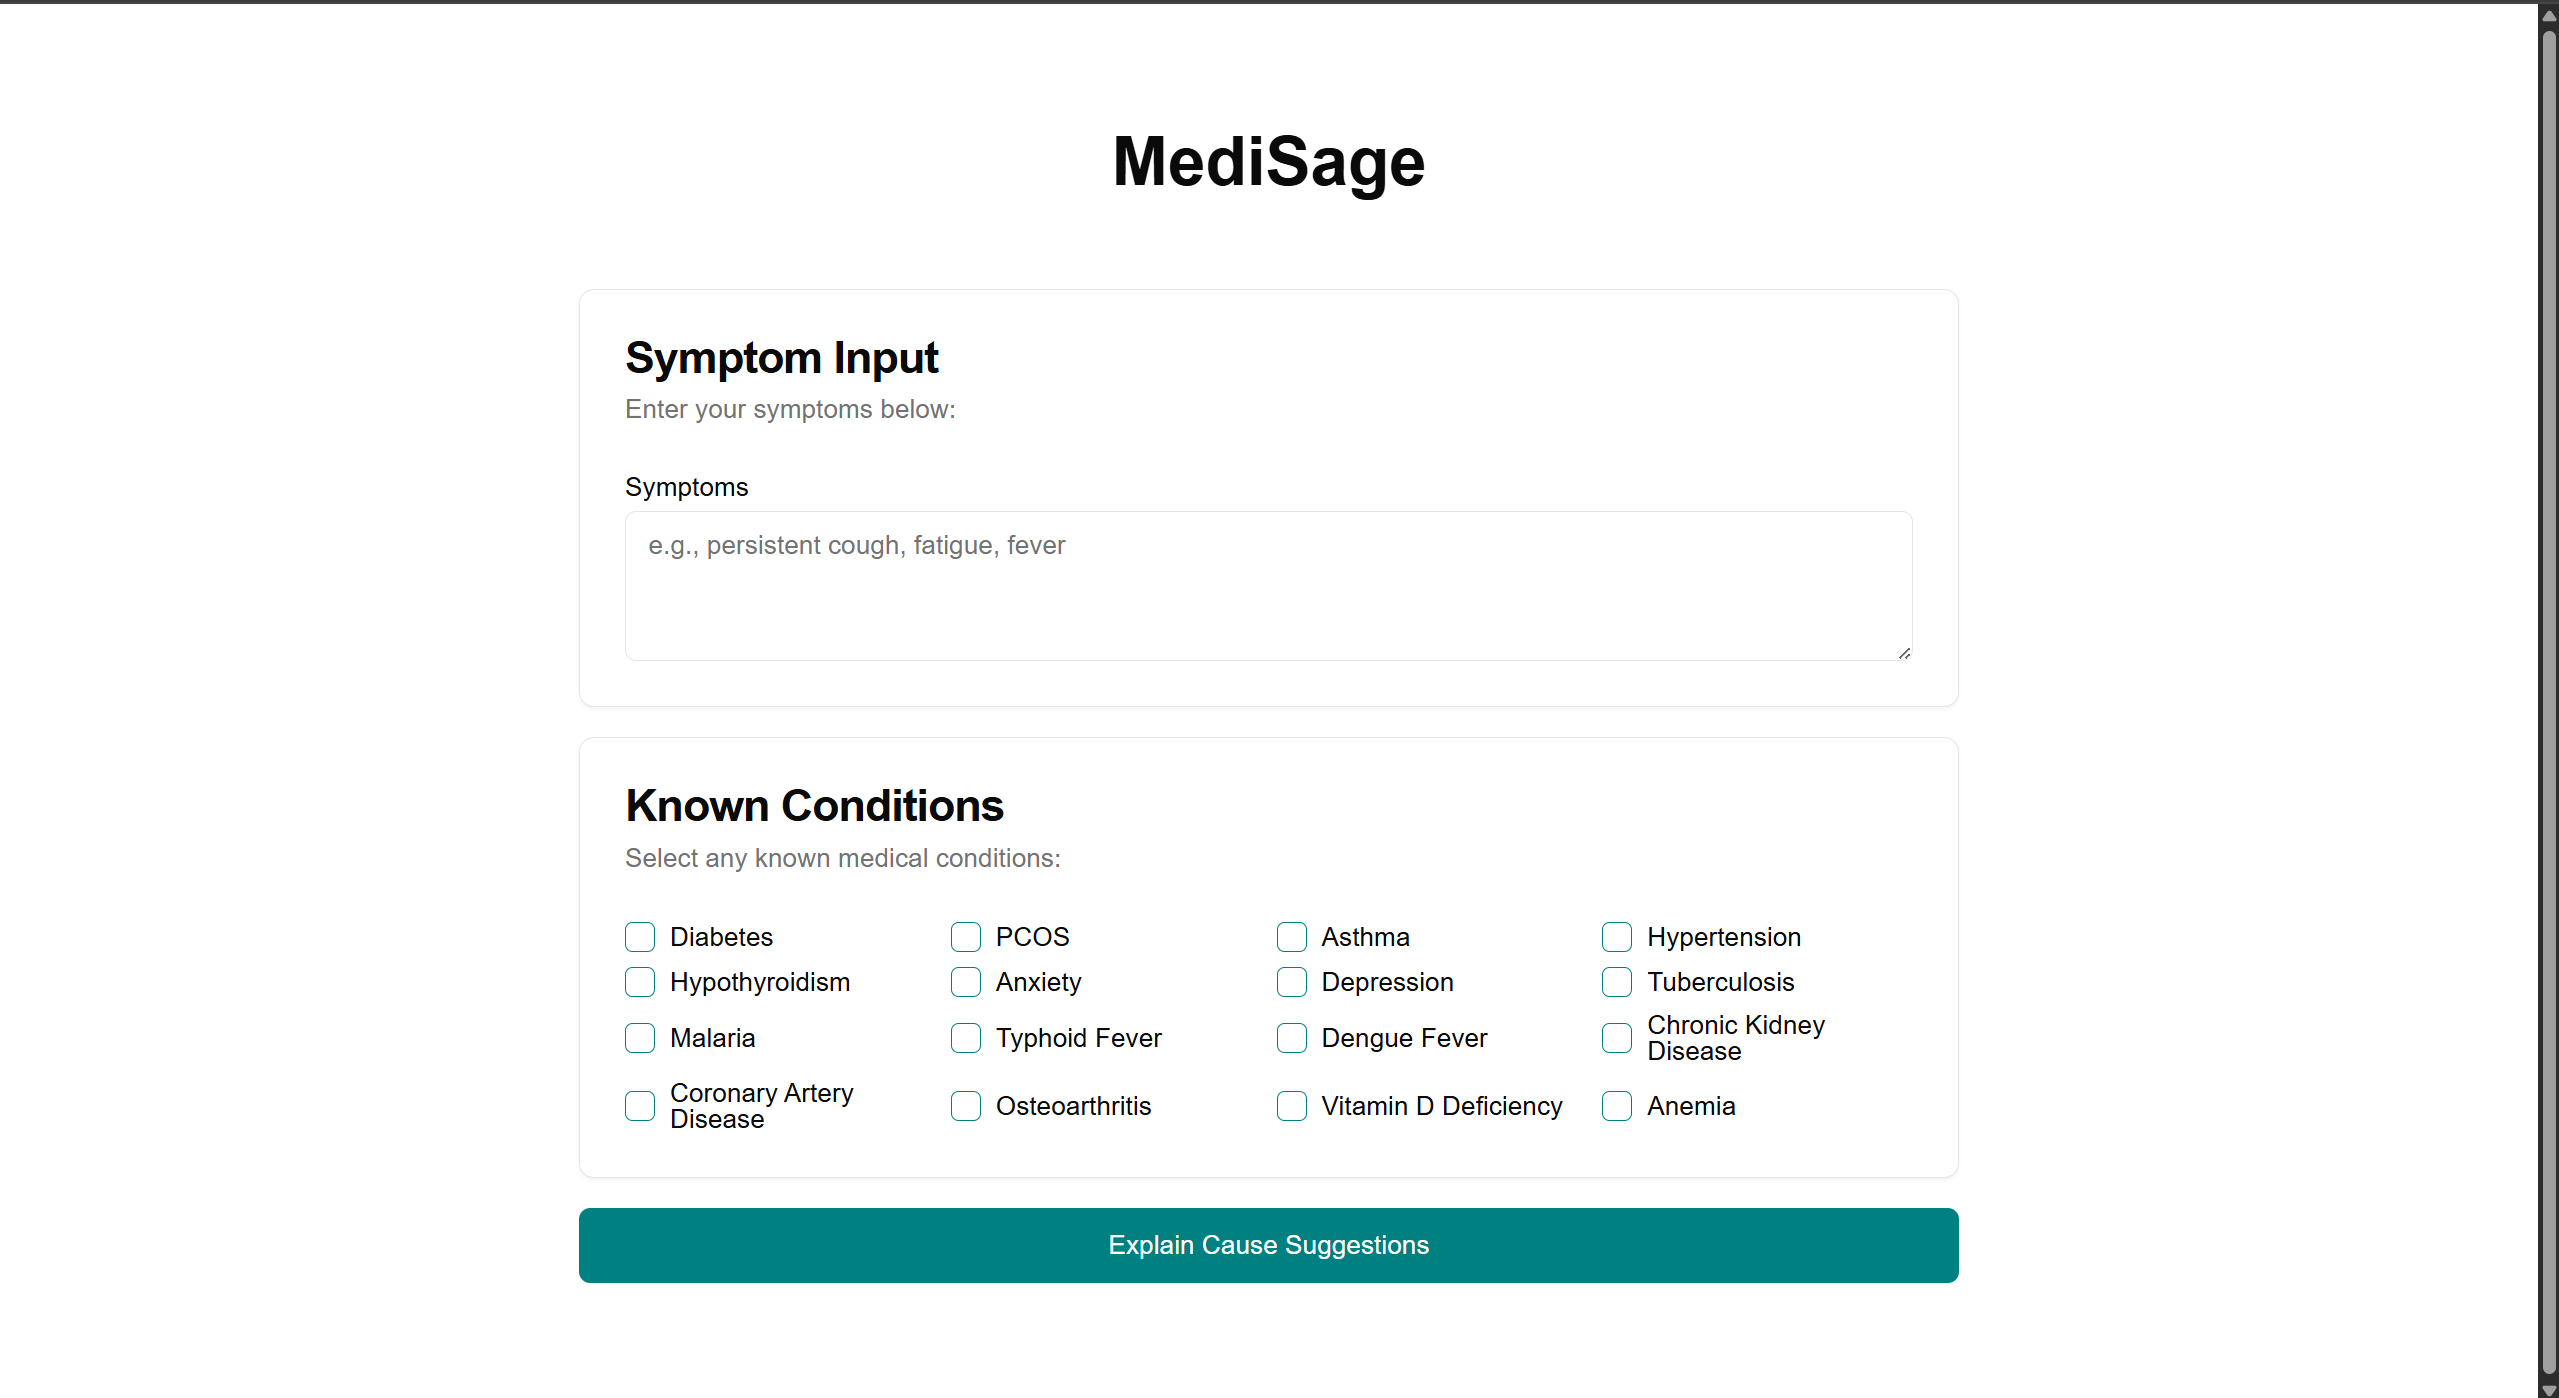 MediSage
Symptom Input
Enter your symptoms below:
Symptoms
e.g., persistent cough, fatigue, fever
Known Conditions
Select any known medical conditions:
Diabetes
PCOS
Asthma
Hypertension
Hypothyroidism
Anxiety
Depression
Tuberculosis
Malaria
Typhoid Fever
Dengue Fever
Chronic Kidney
Disease
Coronary Artery
Disease
Osteoarthritis
Vitamin D Deficiency
Anemia
Explain Cause Suggestions